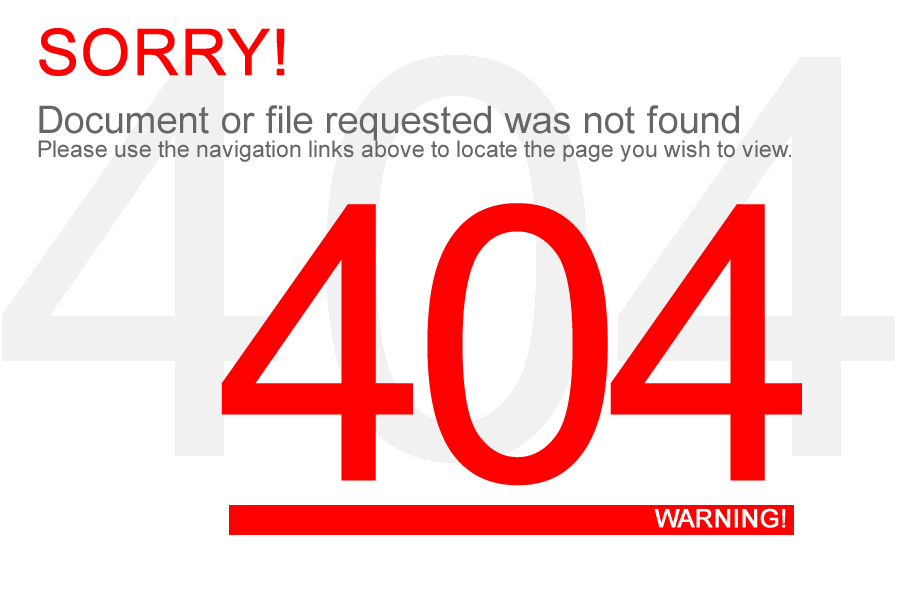 SORRY!
Document or file requested was not found
Please use the navigation links above to locate the page you wish to view.
404
404
WARNING!